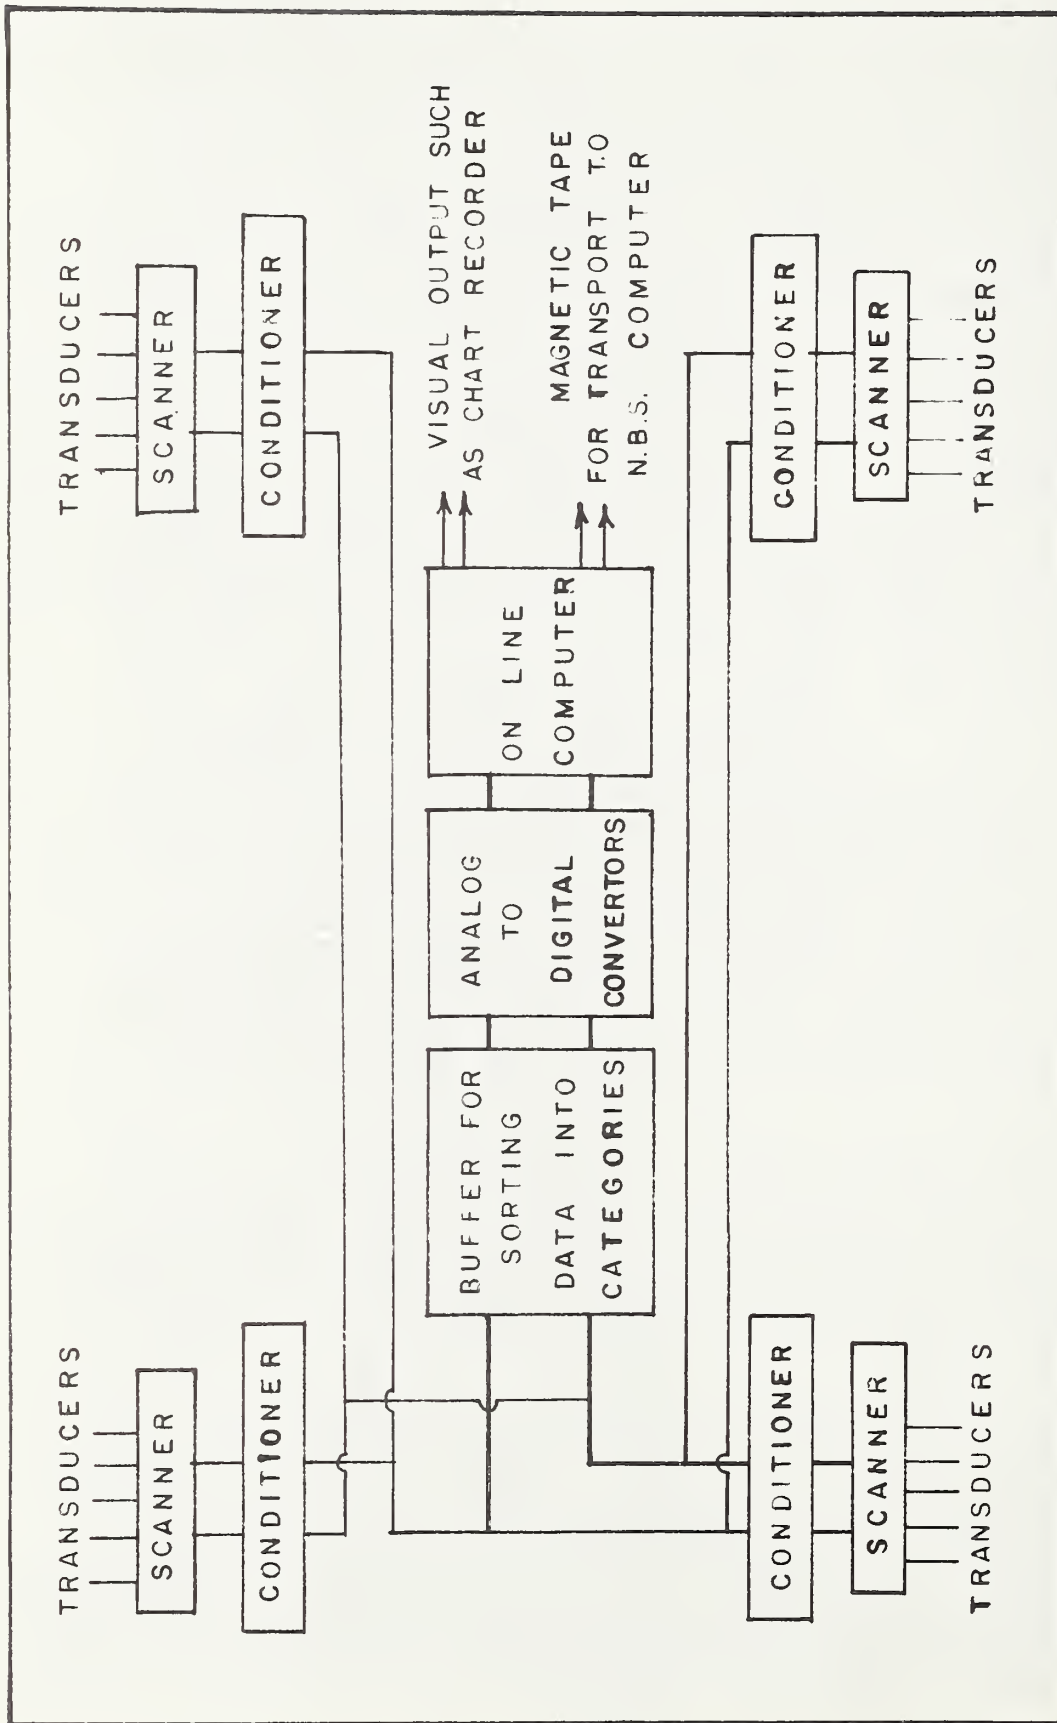 TRANSDUCERS
SCANNER
CONDITIONER
TRANSDUCERS
SCANNER
CONDITIONER
BUFFER FOR
SORTING
DATA INTO
CATEGORIES
ANALOG
TO
DIGITAL
CONVERTORS
ON LINE
COMPUTER
VISUAL OUTPUT SUCH
AS CHART RECORDER
MAGNETIC TAPE
FOR TRANSPORT TO
N.B.S. COMPUTER
CONDITIONER
SCANNER
TRANSDUCERS
CONDITIONER
SCANNER
TRANSDUCERS